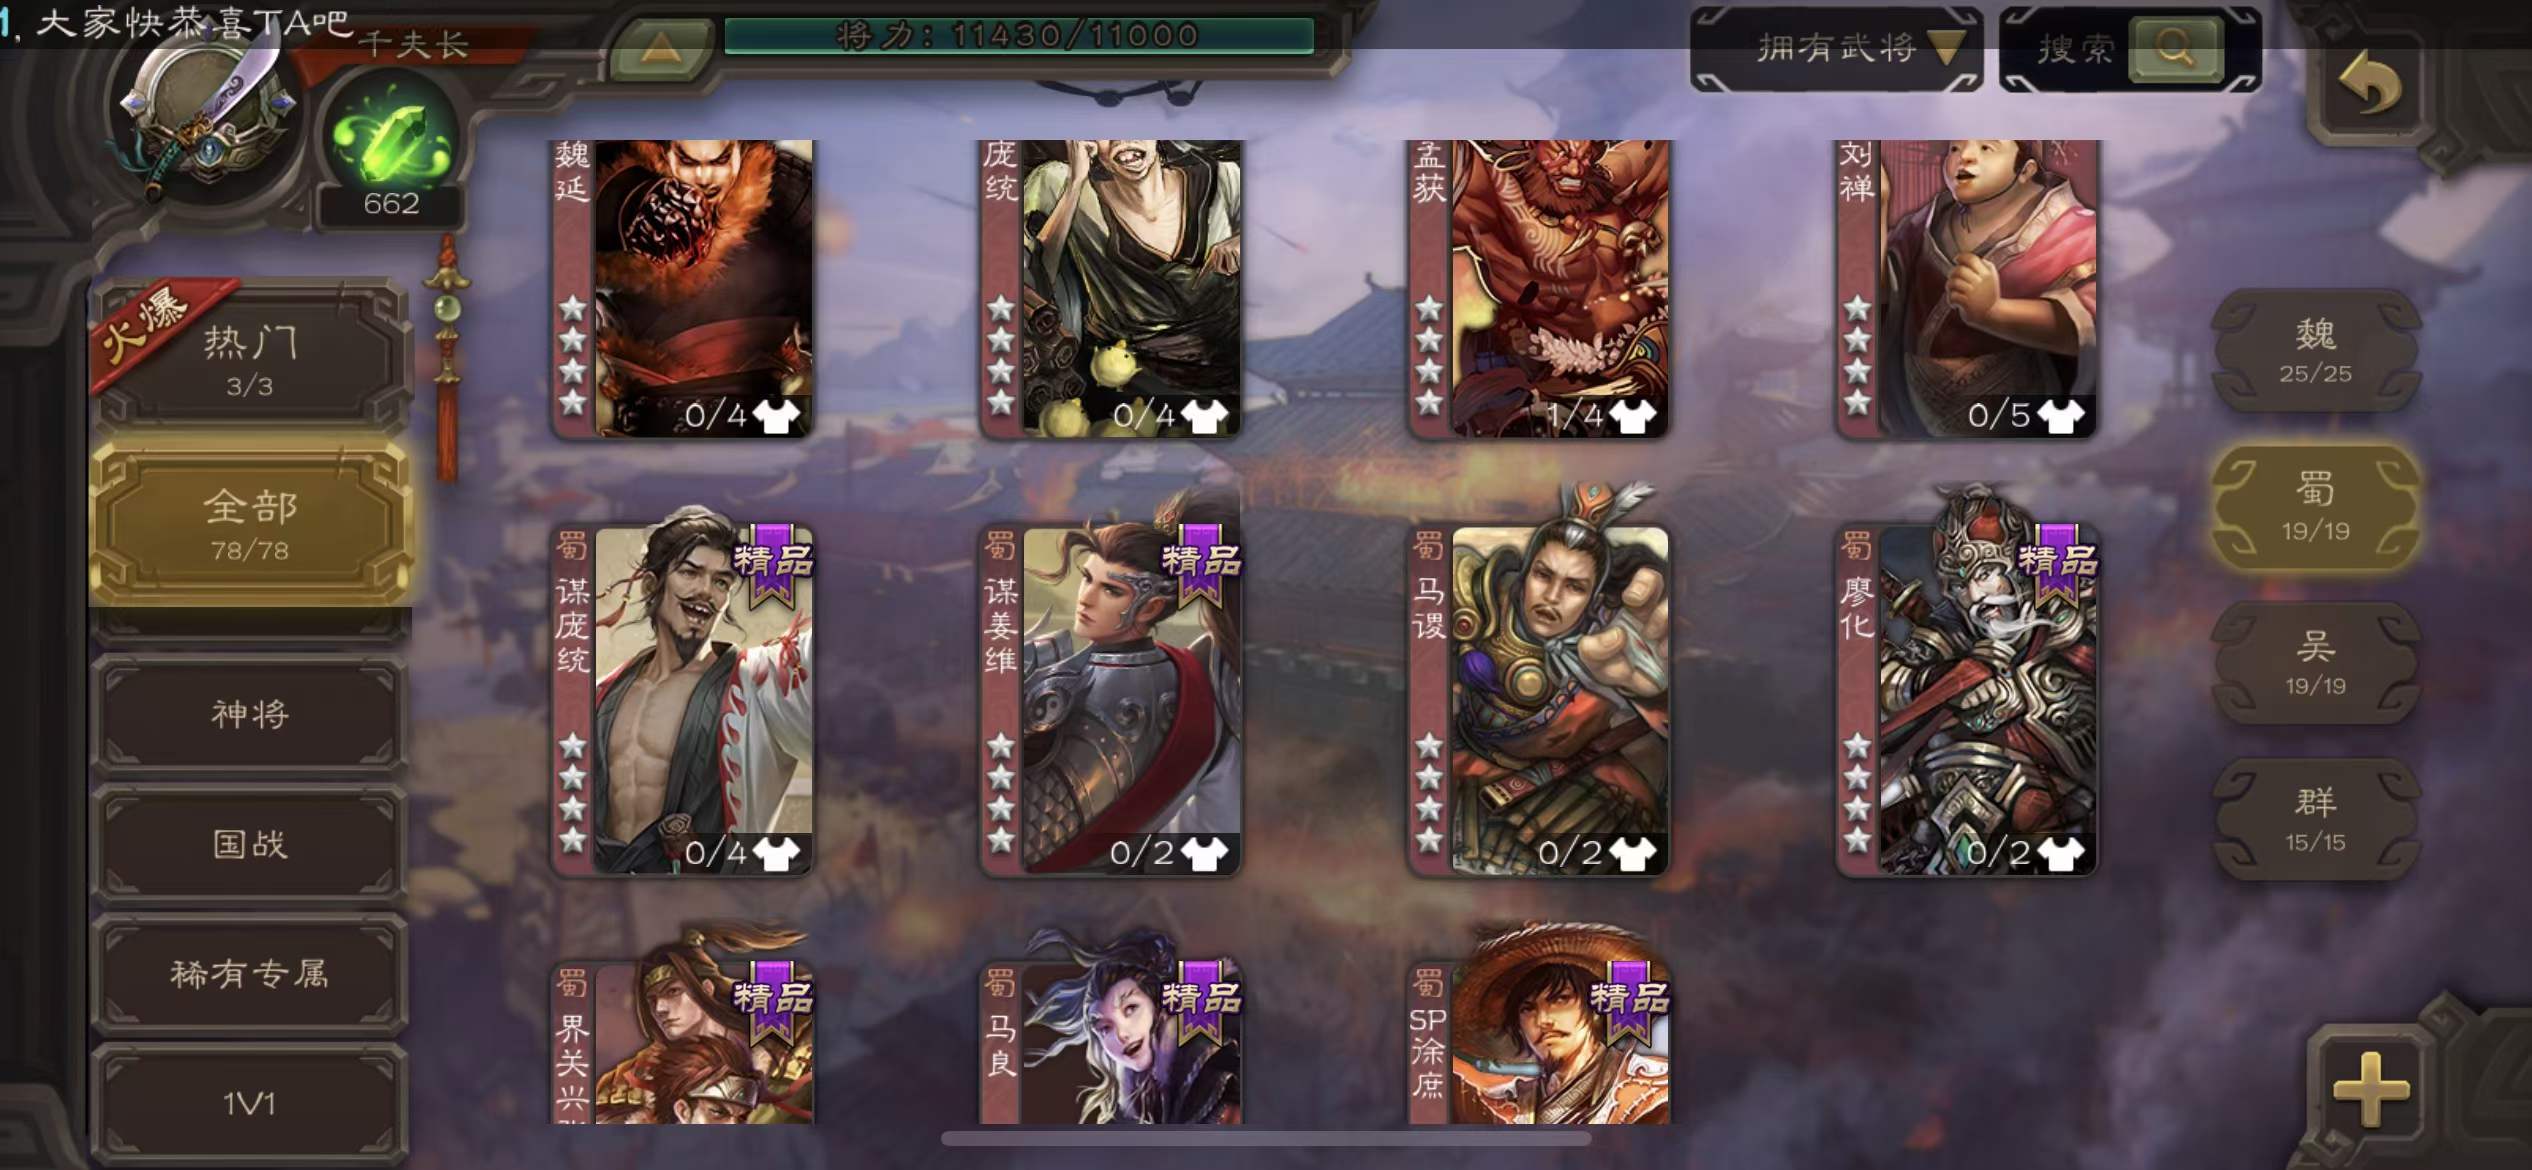 1, 大家快恭喜TA吧
千夫长
将力: 11430/11000
拥有武将
搜索
662
火爆
热门
3/3
全部
78/78
神将
国战
稀有专属
1V1
魏延
0/4
庞统
0/4
孟获
1/4
刘禅
0/5
蜀
谋庞统
精品
0/4
蜀
谋姜维
精品
0/2
蜀
马谡
0/2
蜀
廖化
精品
0/2
蜀
界关兴张
精品
蜀
马良
精品
蜀
SP徐庶
精品
魏
25/25
蜀
19/19
吴
19/19
群
15/15